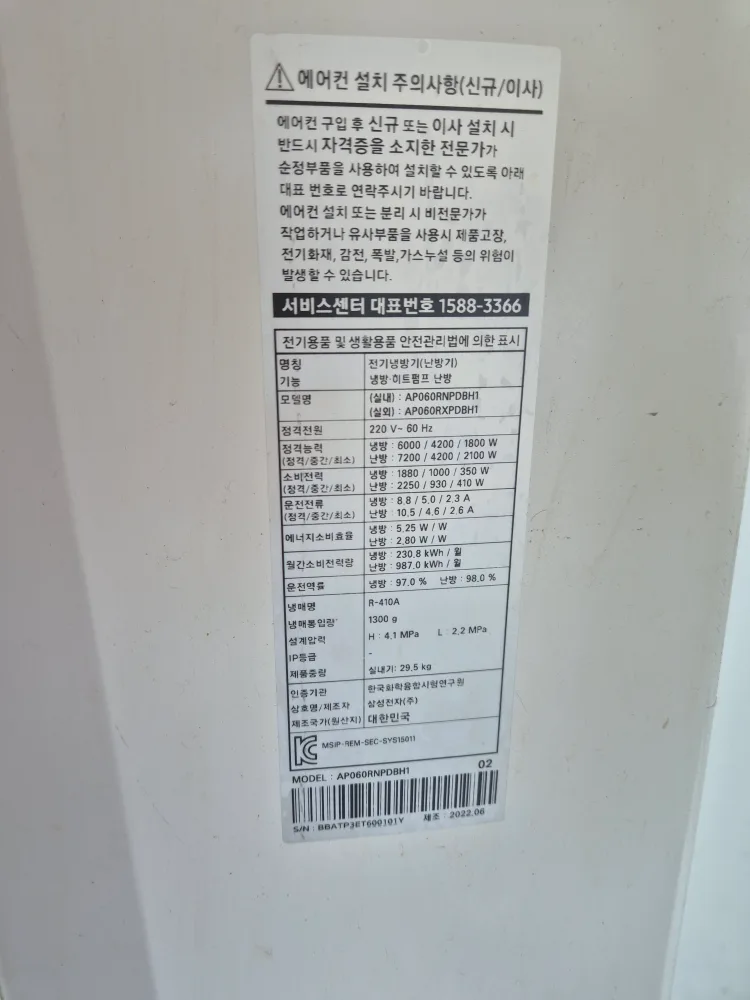 ⚠에어컨 설치 주의사항(신규/이사)
에어컨 구입 후 신규 또는 이사 설치 시
반드시 자격증을 소지한 전문가가
순정부품을 사용하여 설치할 수 있도록 아래
대표 번호로 연락주시기 바랍니다.
에어컨 설치 또는 분리 시 비전문가가
작업하거나 유사부품을 사용시 제품고장,
전기화재, 감전, 폭발,가스누설 등의 위험이
발생할 수 있습니다.
서비스센터 대표번호 1588-3366
전기용품 및 생활용품 안전관리법에 의한 표시
명칭 전기냉방기(난방기)
기능 냉방·히트펌프 난방
모델명 (실내) : AP060RNPDBH1
(실외) : AP060RXPDBH1
정격전원 220 V~ 60 Hz
정격능력 냉방 : 6000 / 4200 / 1800 W
(정격/중간/최소) 난방 : 7200 / 4200 / 2100 W
소비전력 냉방 : 1880 / 1000 / 350 W
(정격/중간/최소) 난방 : 2250 / 930 / 410 W
운전전류 냉방 : 8.8 / 5.0 / 2.3 A
(정격/중간/최소) 난방 : 10.5 / 4.6 / 2.6 A
에너지소비효율 냉방 : 5.25 W / W
난방 : 2.80 W / W
월간소비전력량 냉방 : 230.8 kWh / 월
난방 : 987.0 kWh / 월
운전역률 냉방 : 97.0 % 난방 : 98.0 %
냉매명 R-410A
냉매봉입량 1300 g
설계압력 H : 4.1 MPa L : 2.2 MPa
IP등급 -
제품중량 실내기: 29.5 kg
인증기관 한국화학융합시험연구원
상호명/제조자 삼성전자(주)
제조국가(원산지) 대한민국
MSIP-REM-SEC-SYS15011
MODEL : AP060RNPDBH1 02
S/N : BBATP3ET600101Y 제조 : 2022.06